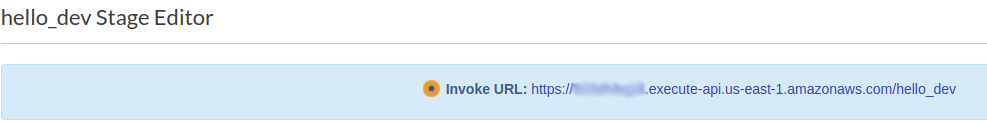 hello_dev Stage Editor
Invoke URL: https:// .execute-api.us-east-1.amazonaws.com/hello_dev